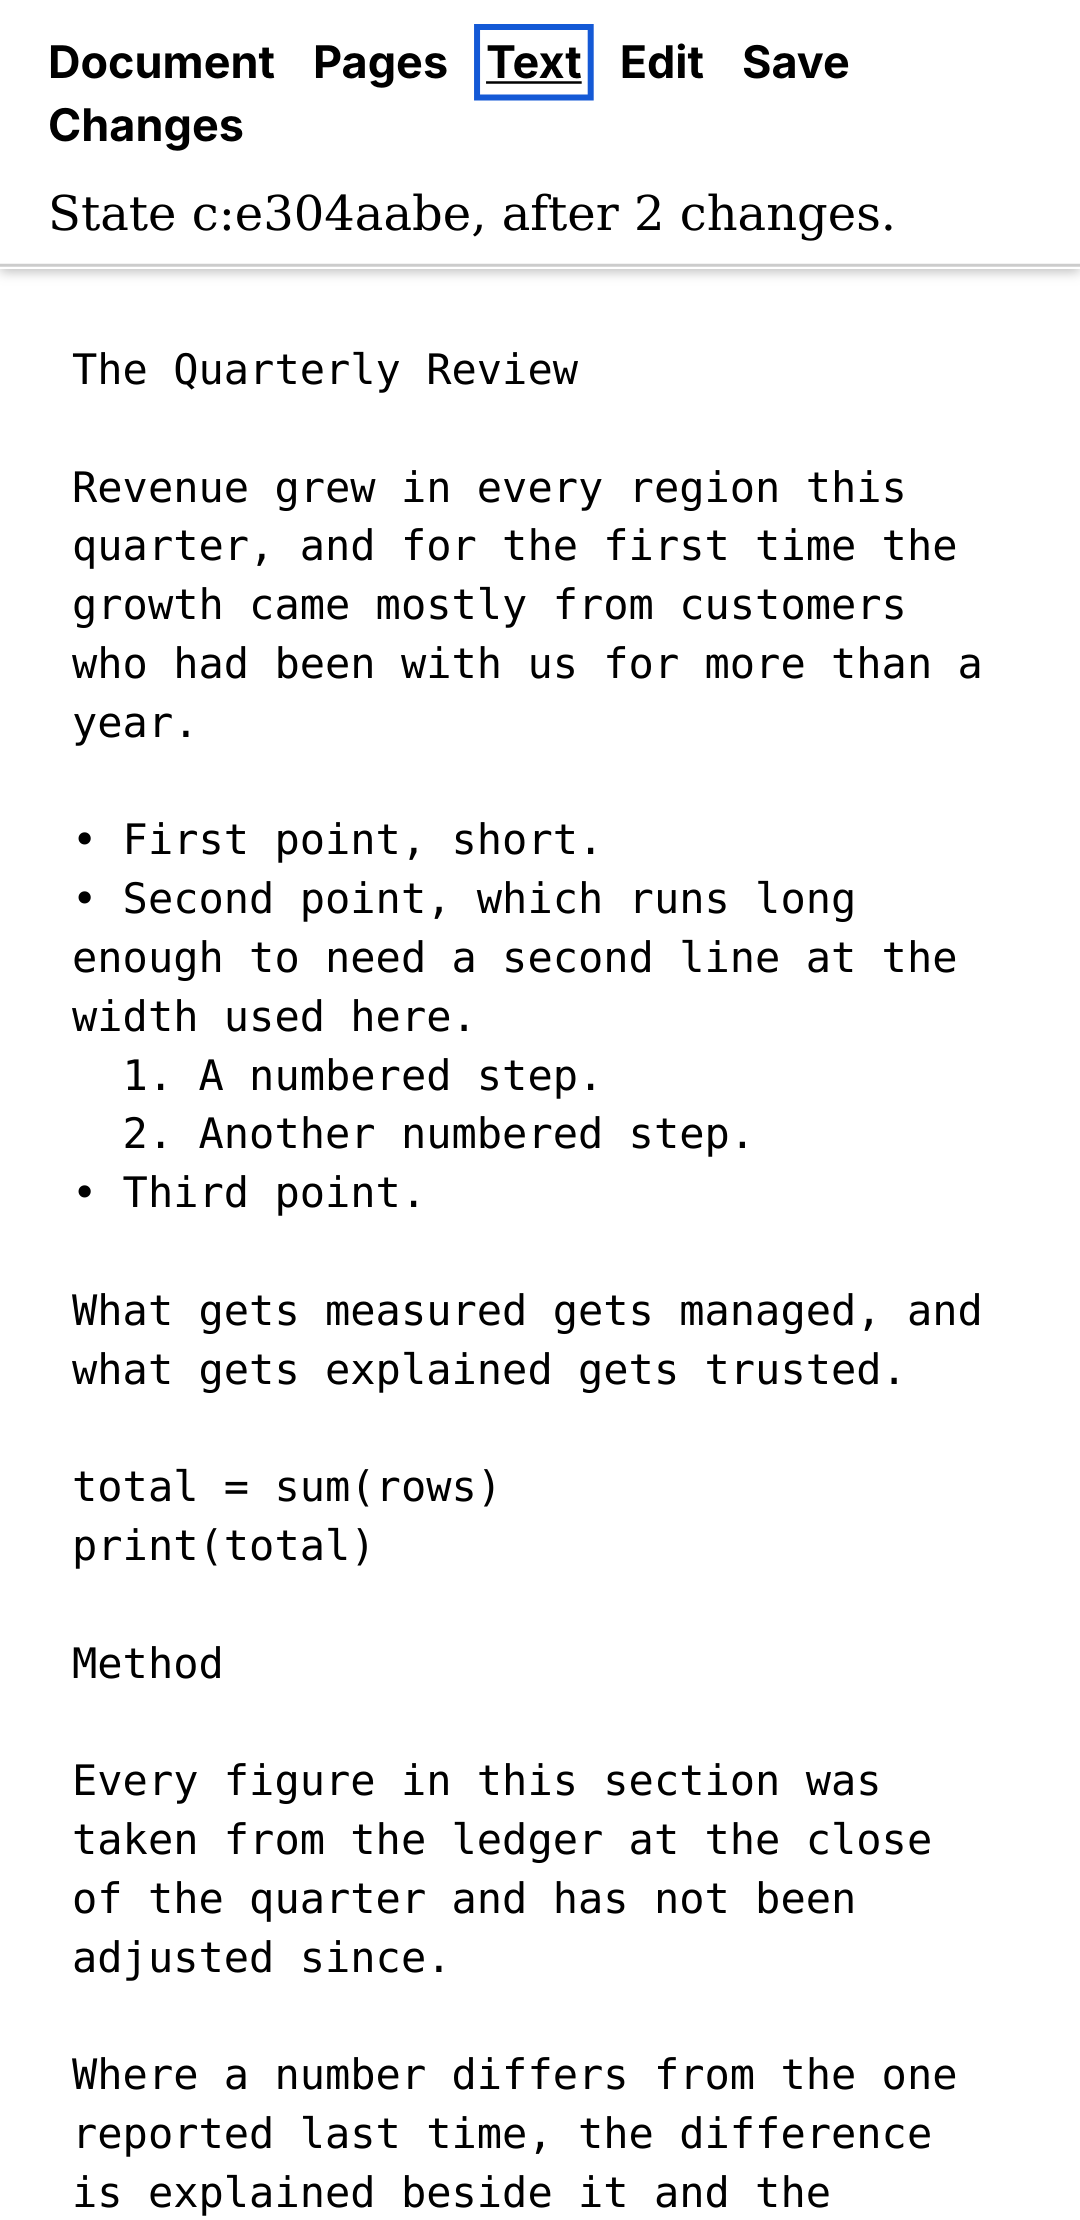 Document Pages Text Edit Save
Changes
State c:e304aabe, after 2 changes.
The Quarterly Review
Revenue grew in every region this
quarter, and for the first time the
growth came mostly from customers
who had been with us for more than a
year.
• First point, short.
• Second point, which runs long
enough to need a second line at the
width used here.
1. A numbered step.
2. Another numbered step.
• Third point.
What gets measured gets managed, and
what gets explained gets trusted.
total = sum(rows)
print(total)
Method
Every figure in this section was
taken from the ledger at the close
of the quarter and has not been
adjusted since.
Where a number differs from the one
reported last time, the difference
is explained beside it and the